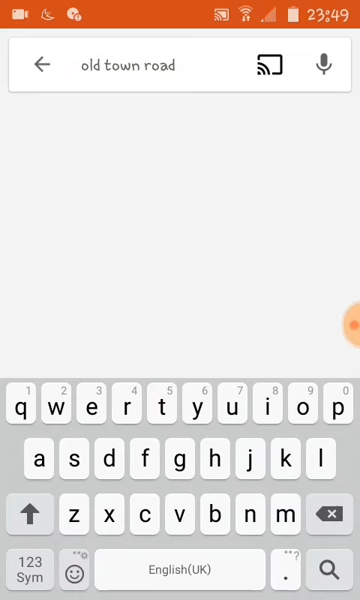 23:49
old town road
1 2 3 4 5 6 7 8 9 0
q w e r t y u i o p
a s d f g h j k l
z x c v b n m
123
Sym
English(UK)
. ?